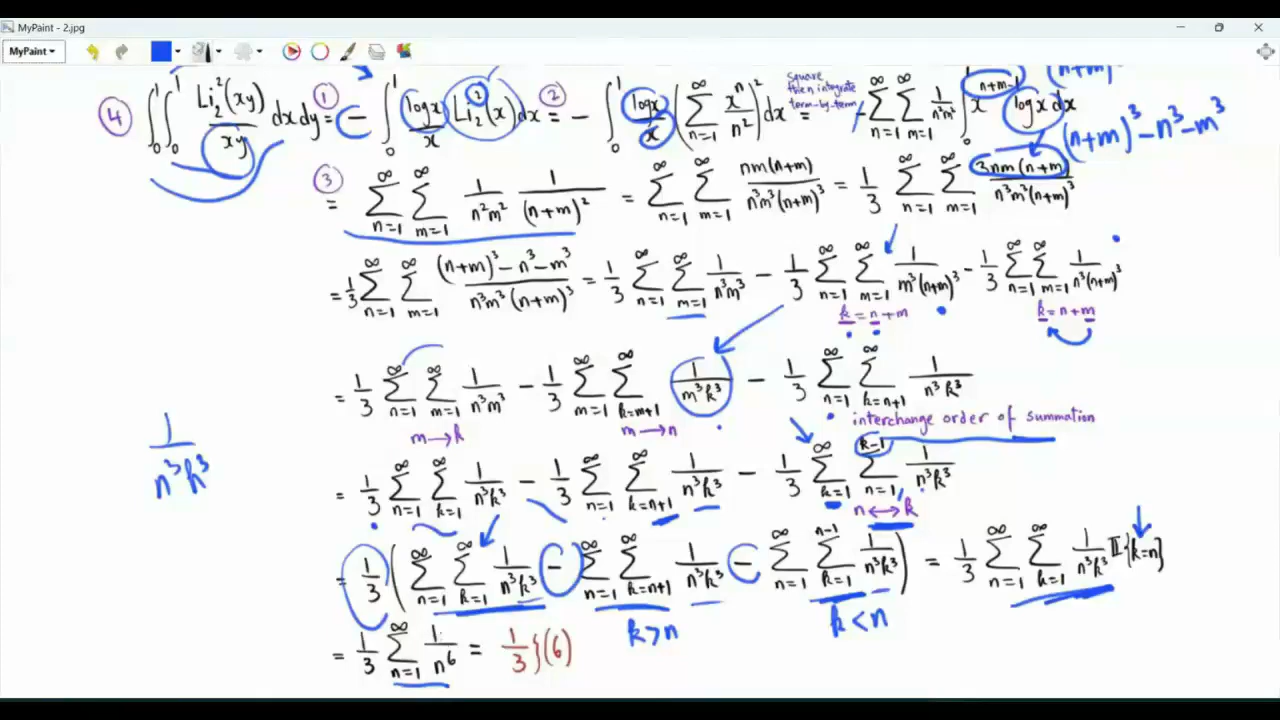 MyPaint - 2.jpg
MyPaint
(n+m)
④ ∫₀¹∫₀¹ Li₂²(xy)/xy dxdy ①= − ∫₀¹ logx/x Li₂²(x)dx ②= − ∫₀¹ logx/x (∑_{n=1}^∞ xⁿ/n²)² dx = square then integrate term-by-term − ∑_{n=1}^∞ ∑_{m=1}^∞ 1/n²m² ∫₀¹ x^{n+m−1} logx dx
(n+m)³−n³−m³
③= ∑_{n=1}^∞ ∑_{m=1}^∞ 1/n²m² 1/(n+m)² = ∑_{n=1}^∞ ∑_{m=1}^∞ nm(n+m)/n³m³(n+m)³ = 1/3 ∑_{n=1}^∞ ∑_{m=1}^∞ 3nm(n+m)/n³m³(n+m)³
= 1/3 ∑_{n=1}^∞ ∑_{m=1}^∞ (n+m)³−n³−m³/n³m³(n+m)³ = 1/3 ∑_{n=1}^∞ ∑_{m=1}^∞ 1/n³m³ − 1/3 ∑_{n=1}^∞ ∑_{m=1}^∞ 1/m³(n+m)³ − 1/3 ∑_{n=1}^∞ ∑_{m=1}^∞ 1/n³(n+m)³
k=n+m k=n+m
= 1/3 ∑_{n=1}^∞ ∑_{m=1}^∞ 1/n³m³ − 1/3 ∑_{m=1}^∞ ∑_{k=m+1}^∞ 1/m³k³ − 1/3 ∑_{n=1}^∞ ∑_{k=n+1}^∞ 1/n³k³
m→k m→n interchange order of summation
1/n³k³
= 1/3 ∑_{n=1}^∞ ∑_{k=1}^∞ 1/n³k³ − 1/3 ∑_{n=1}^∞ ∑_{k=n+1}^∞ 1/n³k³ − 1/3 ∑_{k=1}^∞ ∑_{n=1}^{k−1} 1/n³k³
n↔k
= 1/3 (∑_{n=1}^∞ ∑_{k=1}^∞ 1/n³k³ − ∑_{n=1}^∞ ∑_{k=n+1}^∞ 1/n³k³ − ∑_{n=1}^∞ ∑_{k=1}^{n−1} 1/n³k³) = 1/3 ∑_{n=1}^∞ ∑_{k=1}^∞ 1/n³k³ 𝕀{k=n}
k>n k<n
= 1/3 ∑_{n=1}^∞ 1/n⁶ = 1/3 ζ(6)